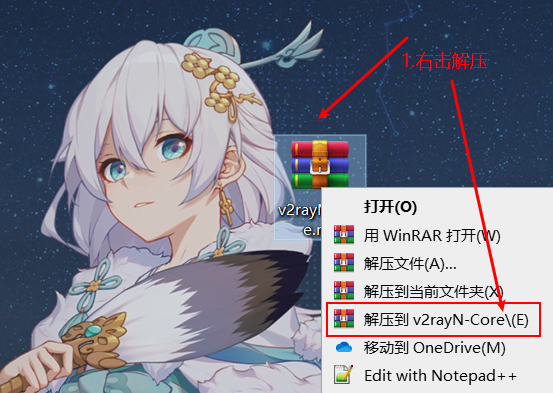 1.右击解压
v2rayN
e.r
打开(O)
用 WinRAR 打开(W)
解压文件(A)...
解压到当前文件夹(X)
解压到 v2rayN-Core\(E)
移动到 OneDrive(M)
Edit with Notepad++